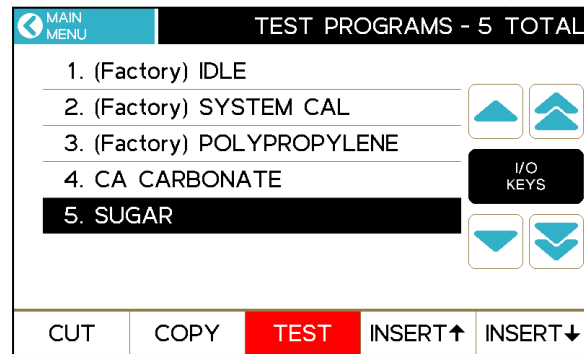 MAIN
MENU
TEST PROGRAMS - 5 TOTAL
1. (Factory) IDLE
2. (Factory) SYSTEM CAL
3. (Factory) POLYPROPYLENE
4. CA CARBONATE
5. SUGAR
I/O
KEYS
CUT COPY TEST INSERT↑ INSERT↓